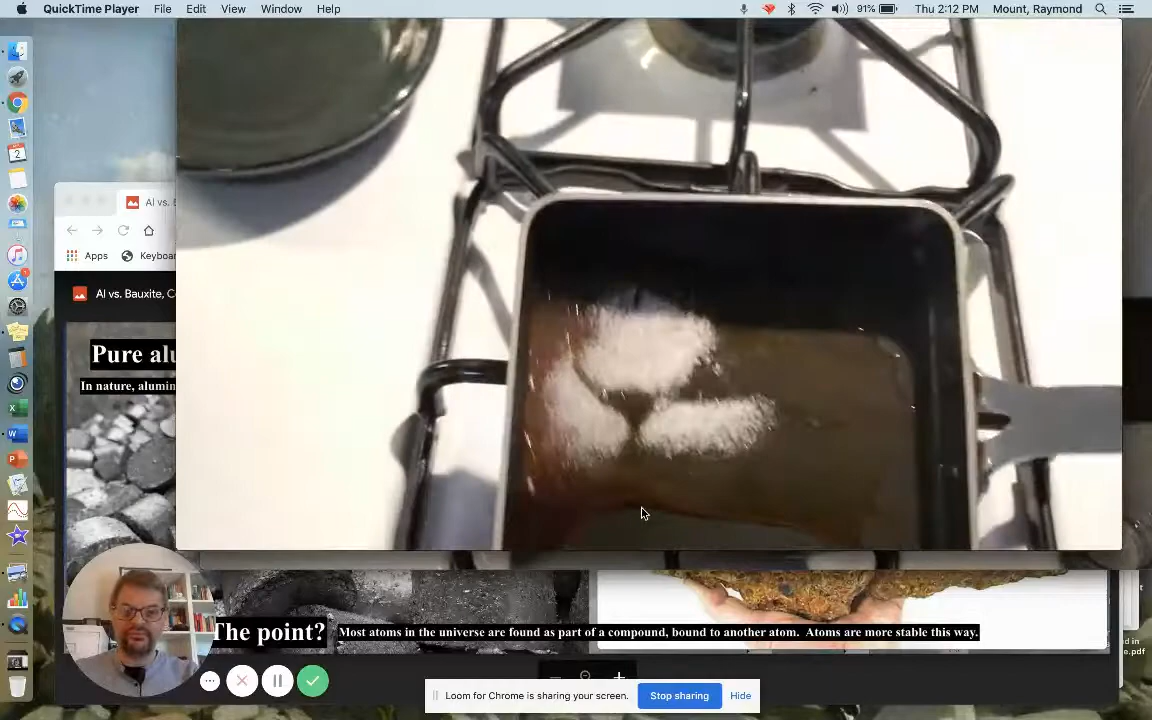 QuickTime Player File Edit View Window Help 91% Thu 2:12 PM Mount, Raymond
Al vs.
Apps Keyboar
Al vs. Bauxite, C
Pure alu
In nature, alumin
The point? Most atoms in the universe are found as part of a compound, bound to another atom. Atoms are more stable this way.
Loom for Chrome is sharing your screen. Stop sharing Hide